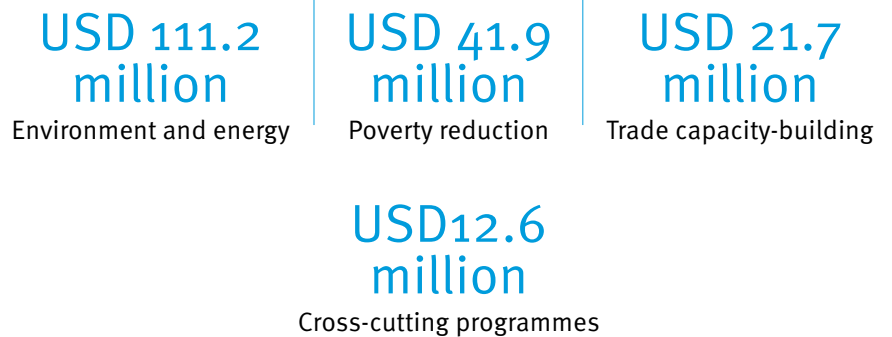 USD 111.2
million
Environment and energy
USD 41.9
million
Poverty reduction
USD 21.7
million
Trade capacity-building
USD12.6
million
Cross-cutting programmes